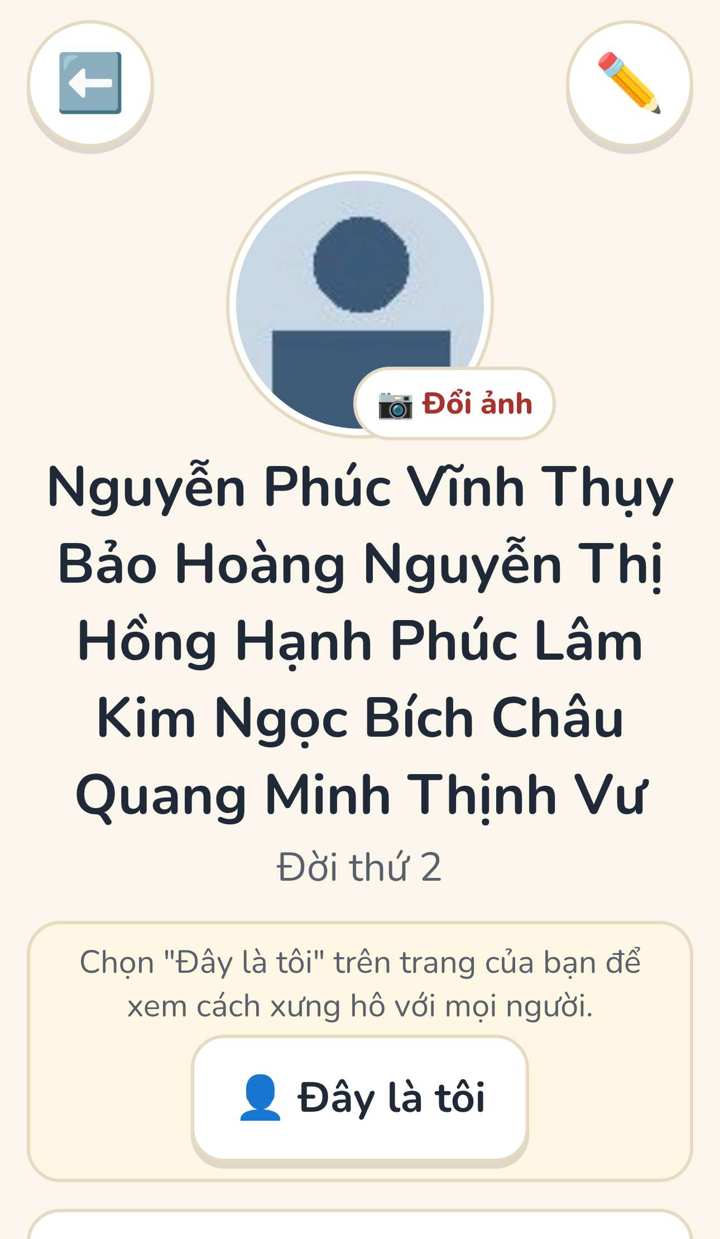 Đổi ảnh
Nguyễn Phúc Vĩnh Thụy
Bảo Hoàng Nguyễn Thị
Hồng Hạnh Phúc Lâm
Kim Ngọc Bích Châu
Quang Minh Thịnh Vư
Đời thứ 2
Chọn "Đây là tôi" trên trang của bạn để
xem cách xưng hô với mọi người.
Đây là tôi